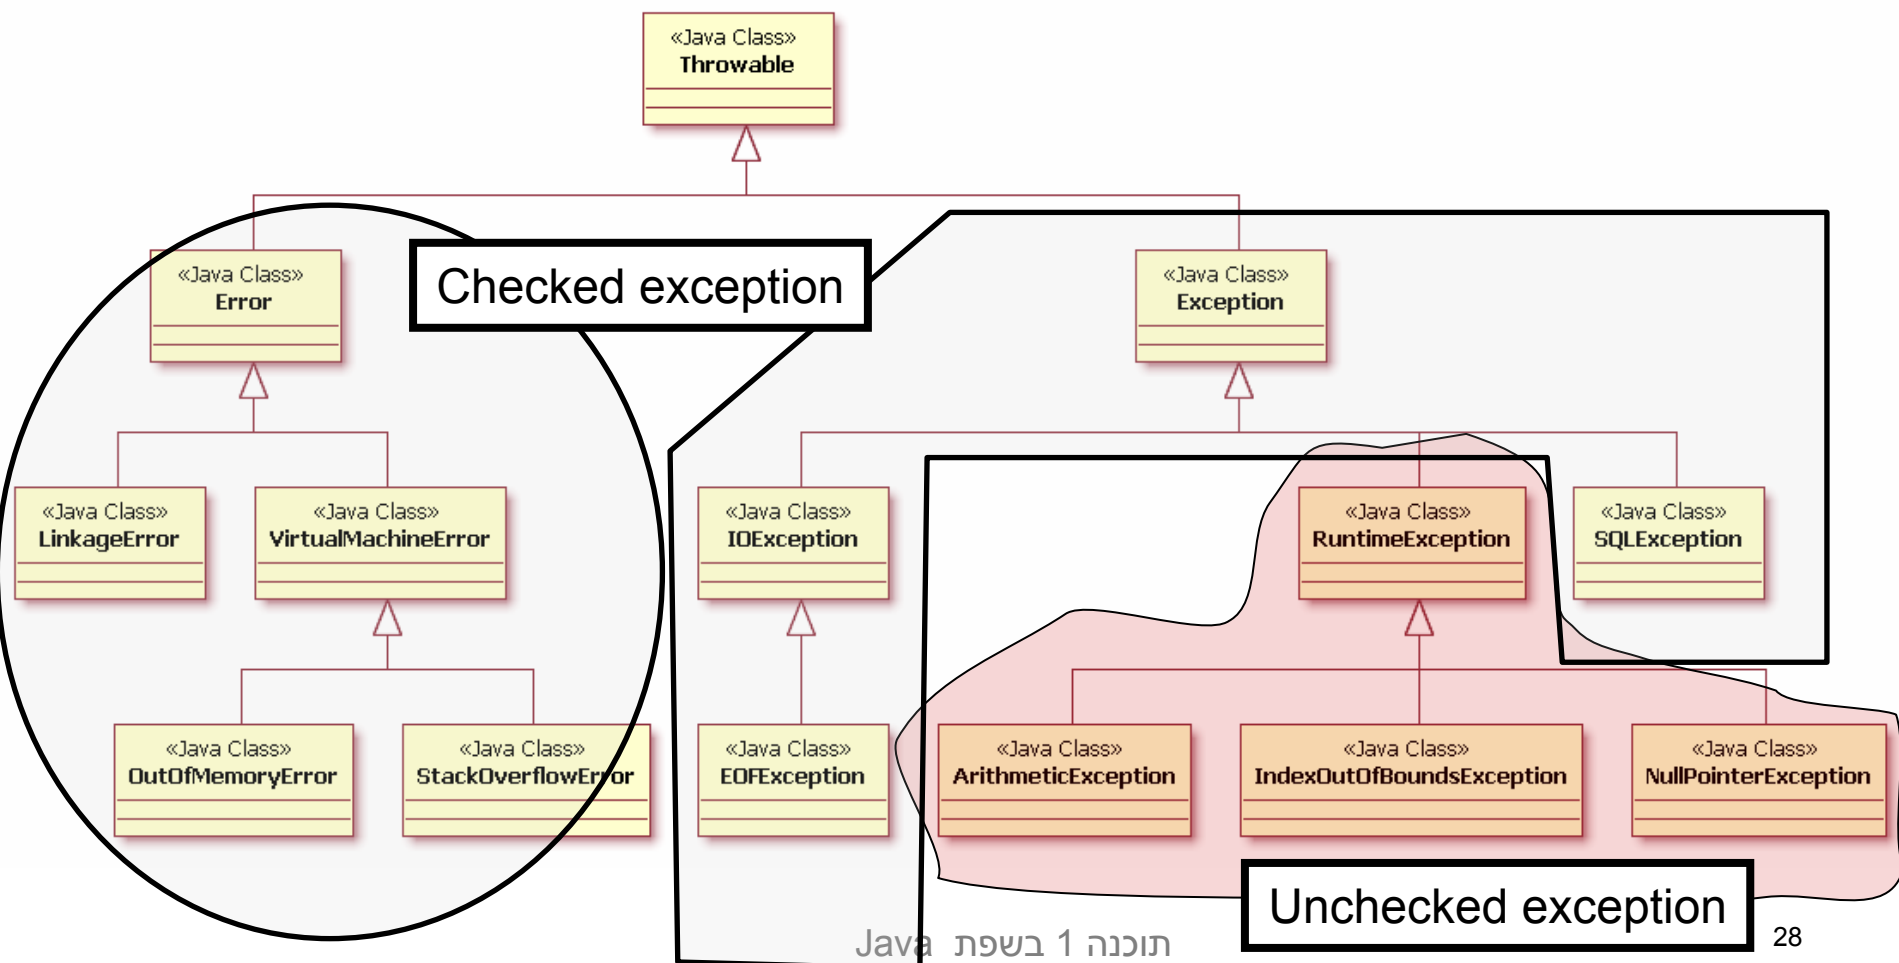 «Java Class»
Throwable
«Java Class»
Error
Checked exception
«Java Class»
Exception
«Java Class»
LinkageError
«Java Class»
VirtualMachineError
«Java Class»
IOException
«Java Class»
RuntimeException
«Java Class»
SQLException
«Java Class»
OutOfMemoryError
«Java Class»
StackOverflowError
«Java Class»
EOFException
«Java Class»
ArithmeticException
«Java Class»
IndexOutOfBoundsException
«Java Class»
NullPointerException
Unchecked exception
תוכנה 1 בשפת Java
28